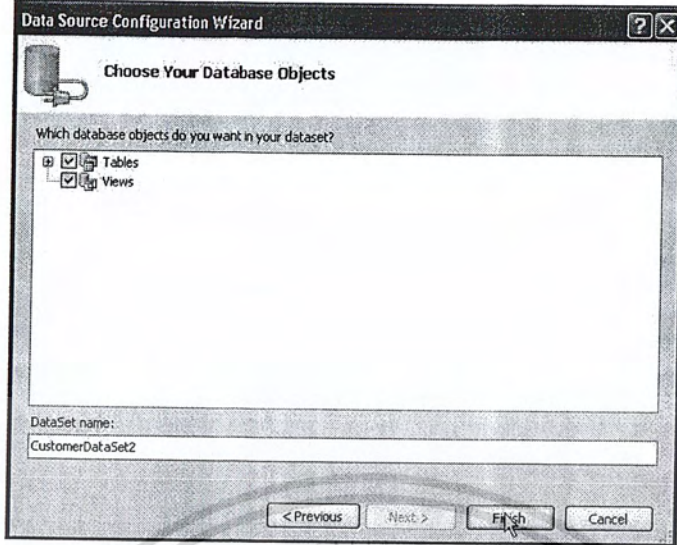 Data Source Configuration Wizard
Choose Your Database Objects
Which database objects do you want in your dataset?
Tables
Views
DataSet name:
CustomerDataSet2
< Previous
Next >
Finish
Cancel